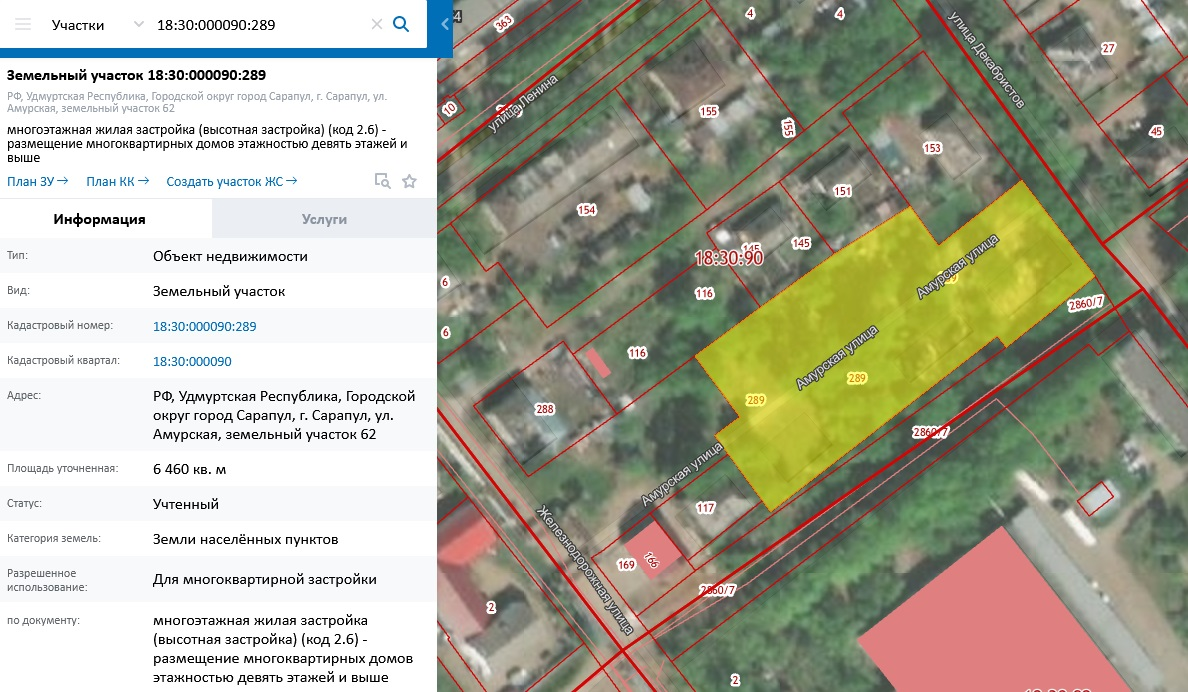 Участки
18:30:000090:289
Земельный участок 18:30:000090:289
РФ, Удмуртская Республика, Городской округ город Сарапул, г. Сарапул, ул.
Амурская, земельный участок 62
многоэтажная жилая застройка (высотная застройка) (код 2.6) -
размещение многоквартирных домов этажностью девять этажей и
выше
План ЗУ→
План КК→
Создать участок ЖС→
Информация
Услуги
Тип:
Объект недвижимости
Вид:
Земельный участок
Кадастровый номер:
18:30:000090:289
Кадастровый квартал:
18:30:000090
Адрес:
РФ, Удмуртская Республика, Городской
округ город Сарапул, г. Сарапул, ул.
Амурская, земельный участок 62
Площадь уточненная:
6 460 кв. м
Статус:
Учтенный
Категория земель:
Земли населённых пунктов
Разрешенное
использование:
Для многоквартирной застройки
по документу:
многоэтажная жилая застройка
(высотная застройка) (код 2.6) -
размещение многоквартирных домов
этажностью девять этажей и выше
4
363
4
4
улица Декабристов
27
10
улица Ленина
155
155
45
153
151
154
145
145
18:30:90
116
6
6
Амурская улица
2860/7
116
Амурская улица
289
289
288
2860/7
Амурская улица
117
Железнодорожная улица
169
166
2860/7
2
2